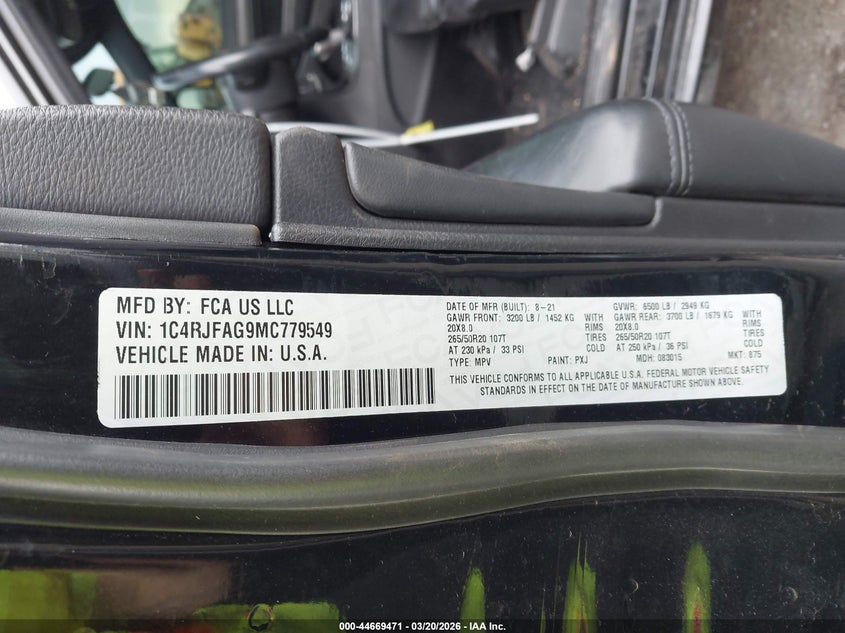 MFD BY: FCA US LLC
VIN: 1C4RJFAG9MC779549
VEHICLE MADE IN: U.S.A.
DATE OF MFR (BUILT): 8-21 GVWR: 6500 LB / 2949 KG
GAWR FRONT: 3200 LB / 1452 KG WITH GAWR REAR: 3700 LB / 1679 KG WITH
20X8.0 RIMS 20X8.0 RIMS
265/50R20 107T TIRES 265/50R20 107T TIRES
AT 230 kPa / 33 PSI COLD AT 250 kPa / 36 PSI COLD
TYPE: MPV PAINT: PXJ MDH: 083015 MKT: 875
THIS VEHICLE CONFORMS TO ALL APPLICABLE U.S.A. FEDERAL MOTOR VEHICLE SAFETY
STANDARDS IN EFFECT ON THE DATE OF MANUFACTURE SHOWN ABOVE.
000-44669471 - 03/20/2026 - IAA Inc.